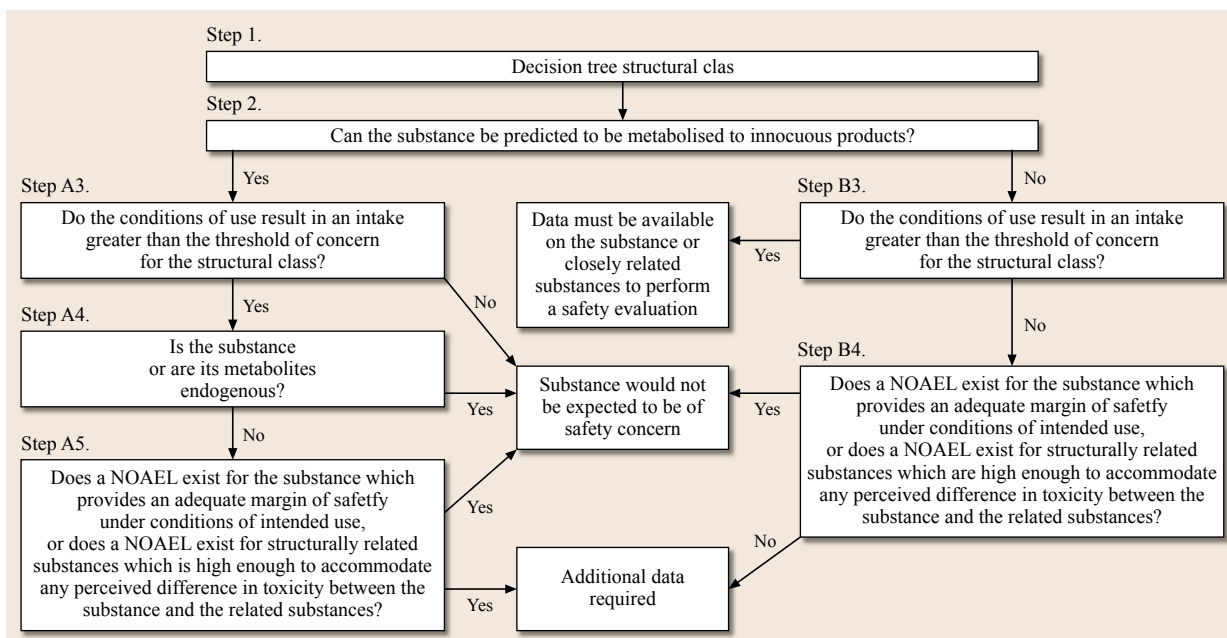 Step 1.
Decision tree structural clas
Step 2.
Can the substance be predicted to be metabolised to innocuous products?
Yes
No
Step A3.
Do the conditions of use result in an intake
greater than the threshold of concern
for the structural class?
Data must be available
on the substance or
closely related
substances to perform
a safety evaluation
Step B3.
Do the conditions of use result in an intake
greater than the threshold of concern
for the structural class?
Yes
No
Yes
No
Step A4.
Is the substance
or are its metabolites
endogenous?
Yes
No
Substance would not
be expected to be of
safety concern
Step B4.
Does a NOAEL exist for the substance which
provides an adequate margin of safetfy
under conditions of intended use,
or does a NOAEL exist for structurally related
substances which are high enough to accommodate
any perceived difference in toxicity between the
substance and the related substances?
Yes
No
Step A5.
Does a NOAEL exist for the substance which
provides an adequate margin of safetfy
under conditions of intended use,
or does a NOAEL exist for structurally related
substances which is high enough to accommodate
any perceived difference in toxicity between the
substance and the related substances?
Yes
Yes
Additional data
required